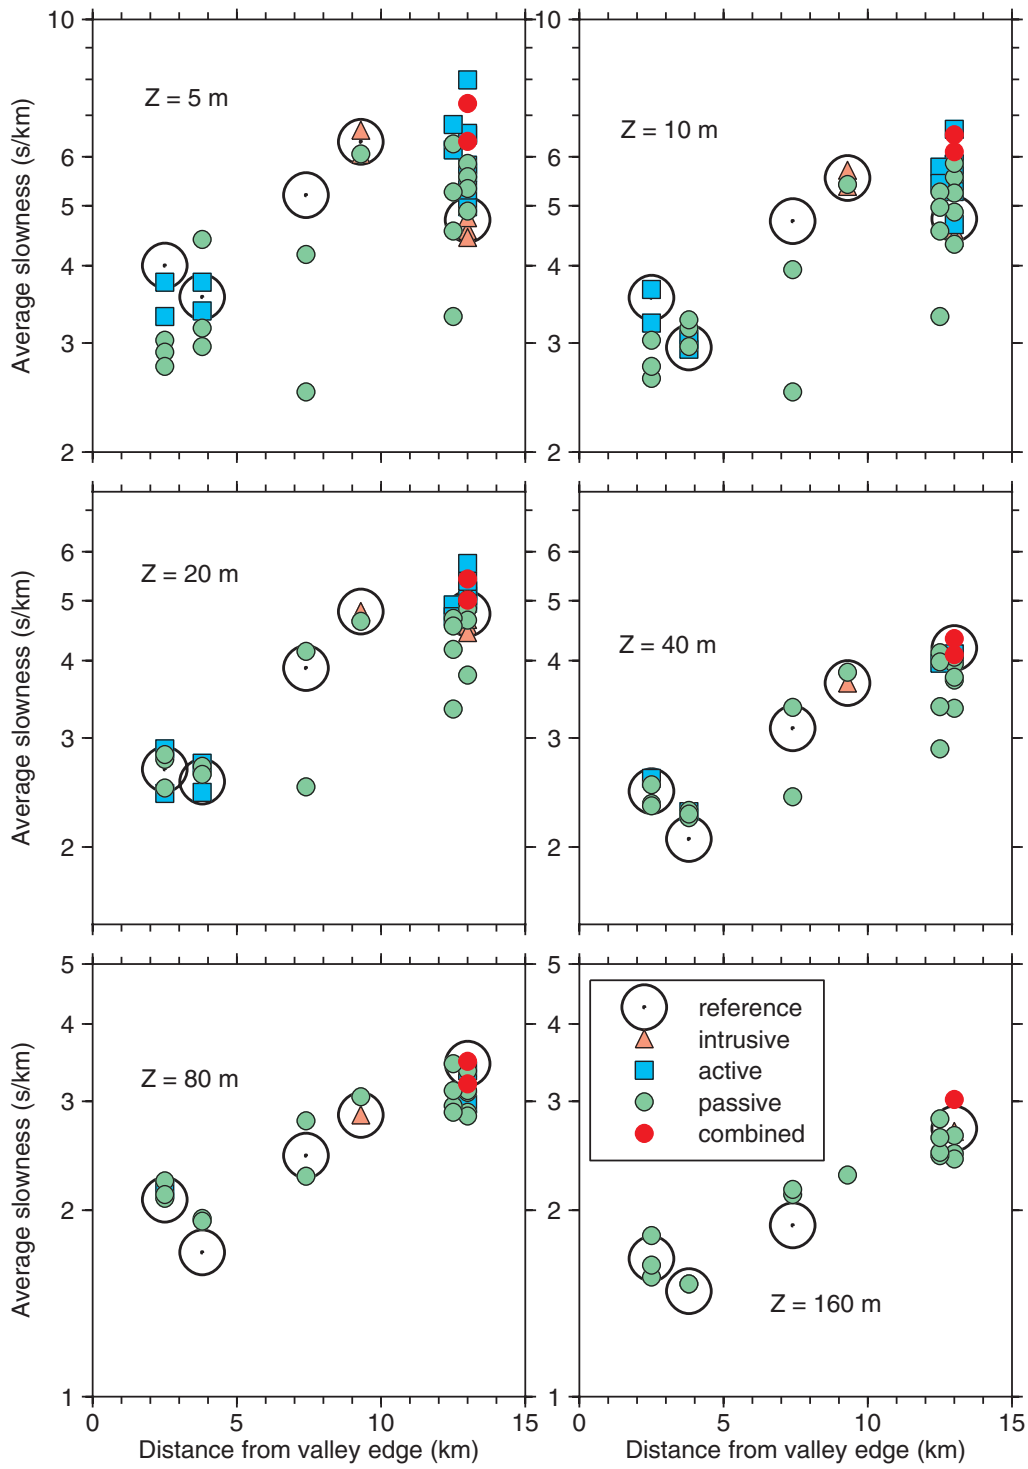 10
6
5
4
3
2
Average slowness (s/km)
Z = 5 m
10
6
5
4
3
2
Z = 10 m
6
5
4
3
2
Average slowness (s/km)
Z = 20 m
6
5
4
3
2
Z = 40 m
5
4
3
2
1
Average slowness (s/km)
Z = 80 m
0 5 10 15
Distance from valley edge (km)
5
4
3
2
1
reference
intrusive
active
passive
combined
Z = 160 m
0 5 10 15
Distance from valley edge (km)